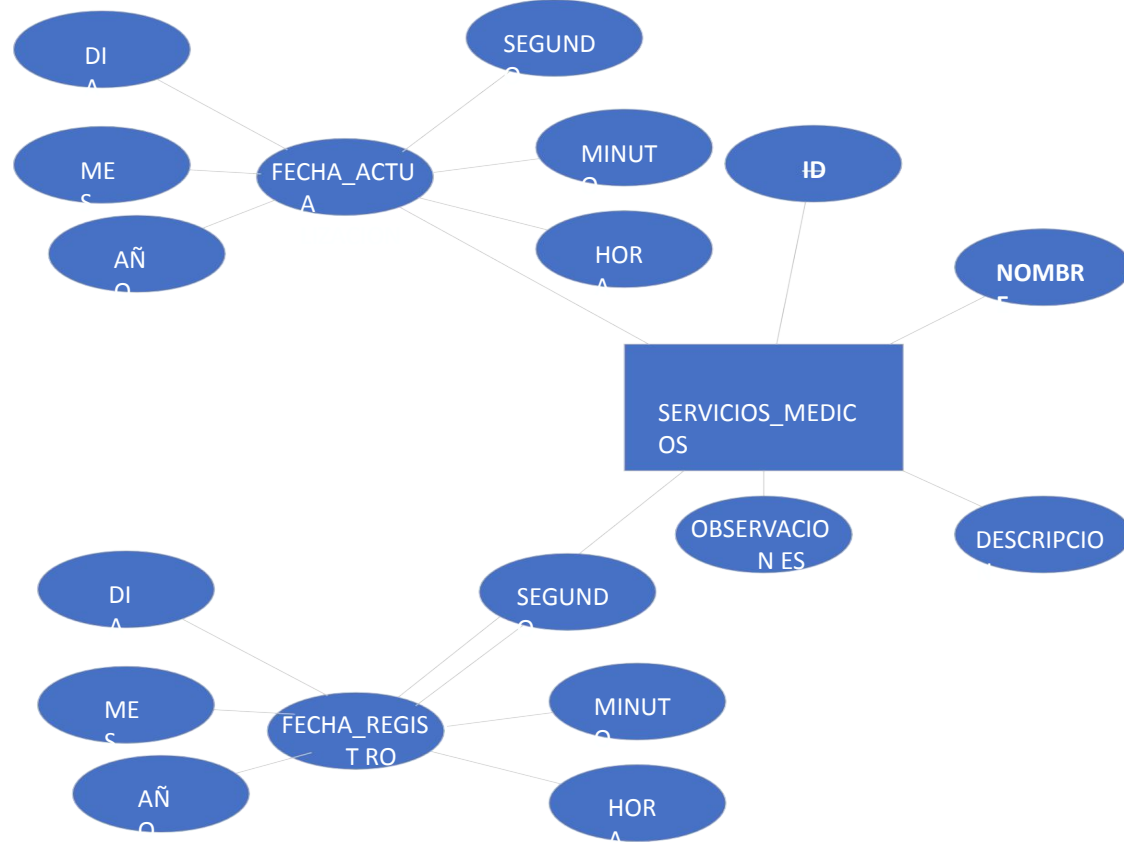 DI
A
SEGUND
O
MINUT
O
ID
ME
S
FECHA_ACTU
A
AÑ
O
HOR
A
NOMBR
E
SERVICIOS_MEDIC
OS
OBSERVACIO
N ES
DESCRIPCIO
DI
A
SEGUND
O
ME
S
FECHA_REGIS
T RO
MINUT
O
AÑ
O
HOR
A